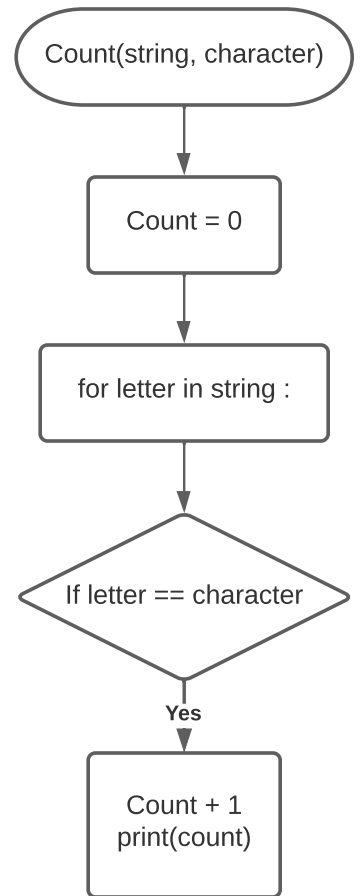 Count(string, character)
Count = 0
for letter in string :
If letter == character
Yes
Count + 1
print(count)